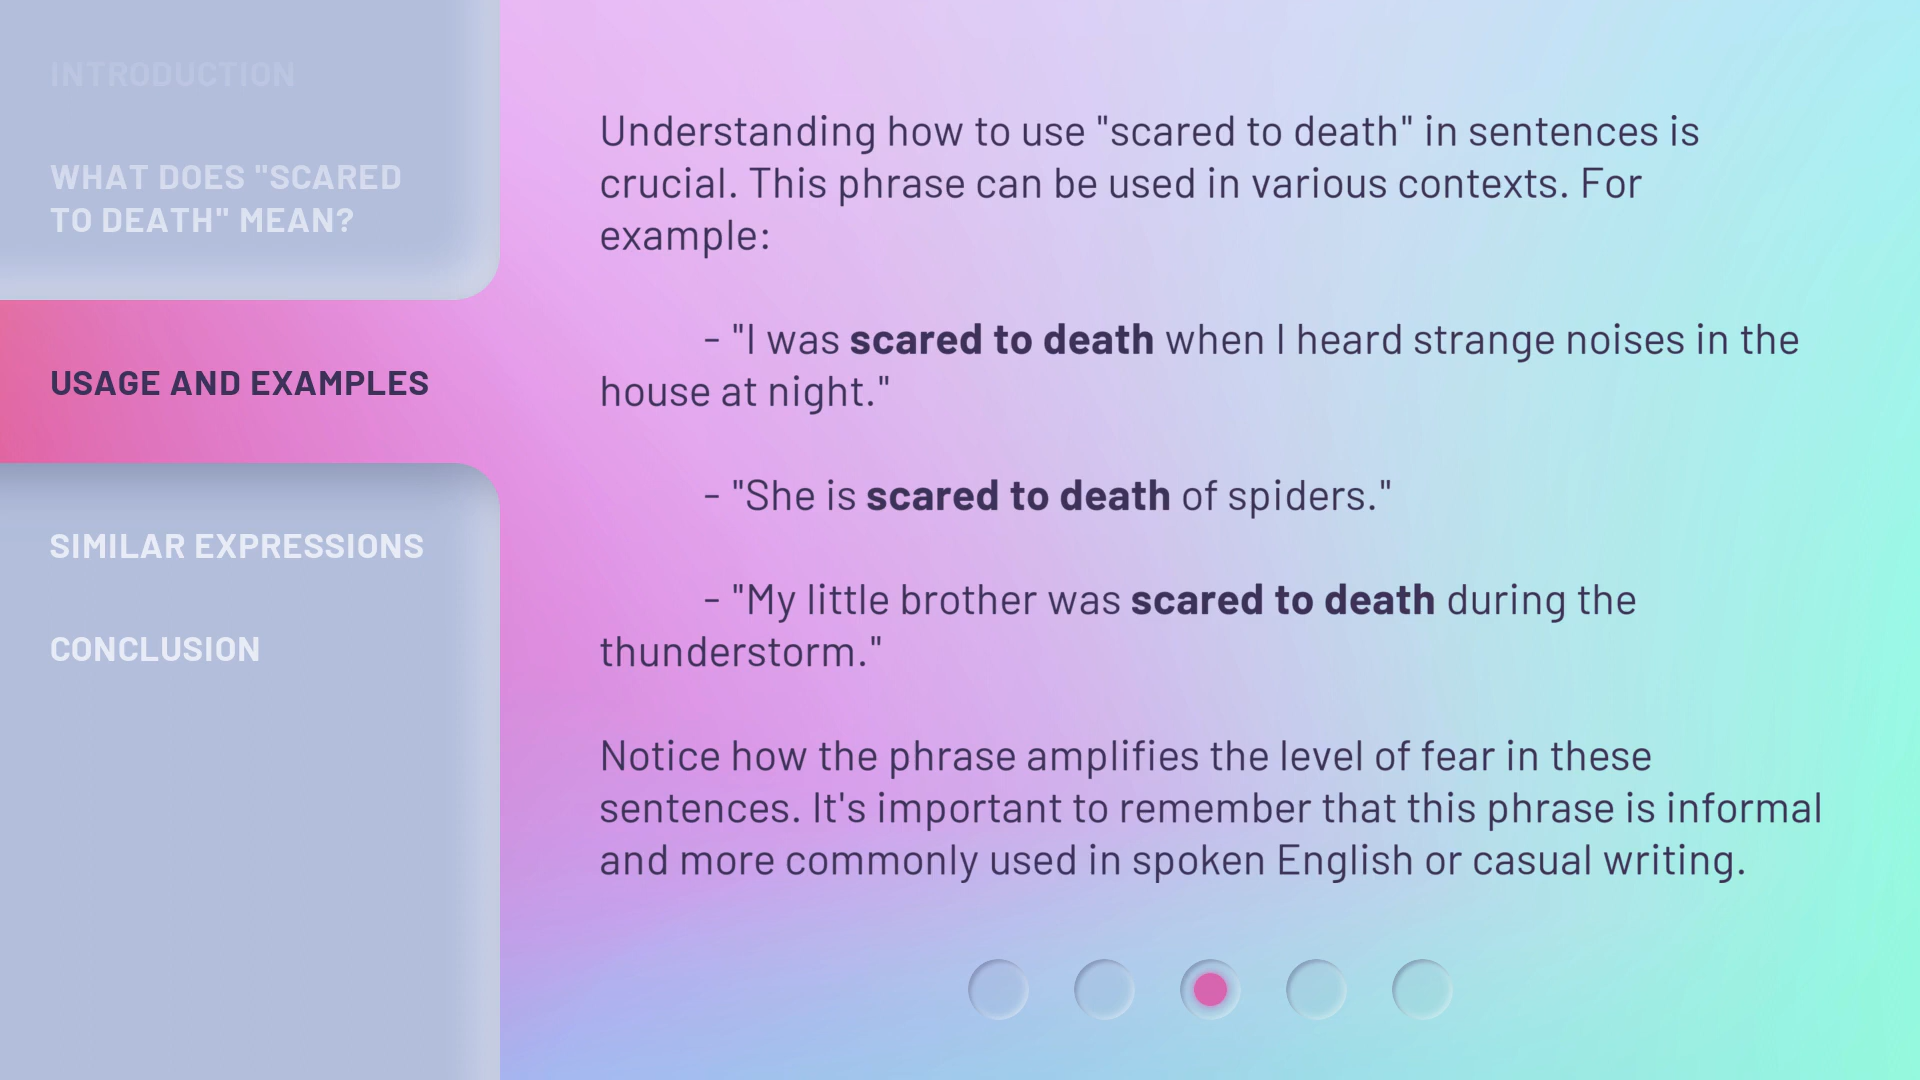 INTRODUCTION
WHAT DOES "SCARED
TO DEATH" MEAN?
USAGE AND EXAMPLES
SIMILAR EXPRESSIONS
CONCLUSION
Understanding how to use "scared to death" in sentences is
crucial. This phrase can be used in various contexts. For
example:
- "I was scared to death when I heard strange noises in the
house at night."
- "She is scared to death of spiders."
- "My little brother was scared to death during the
thunderstorm."
Notice how the phrase amplifies the level of fear in these
sentences. It's important to remember that this phrase is informal
and more commonly used in spoken English or casual writing.